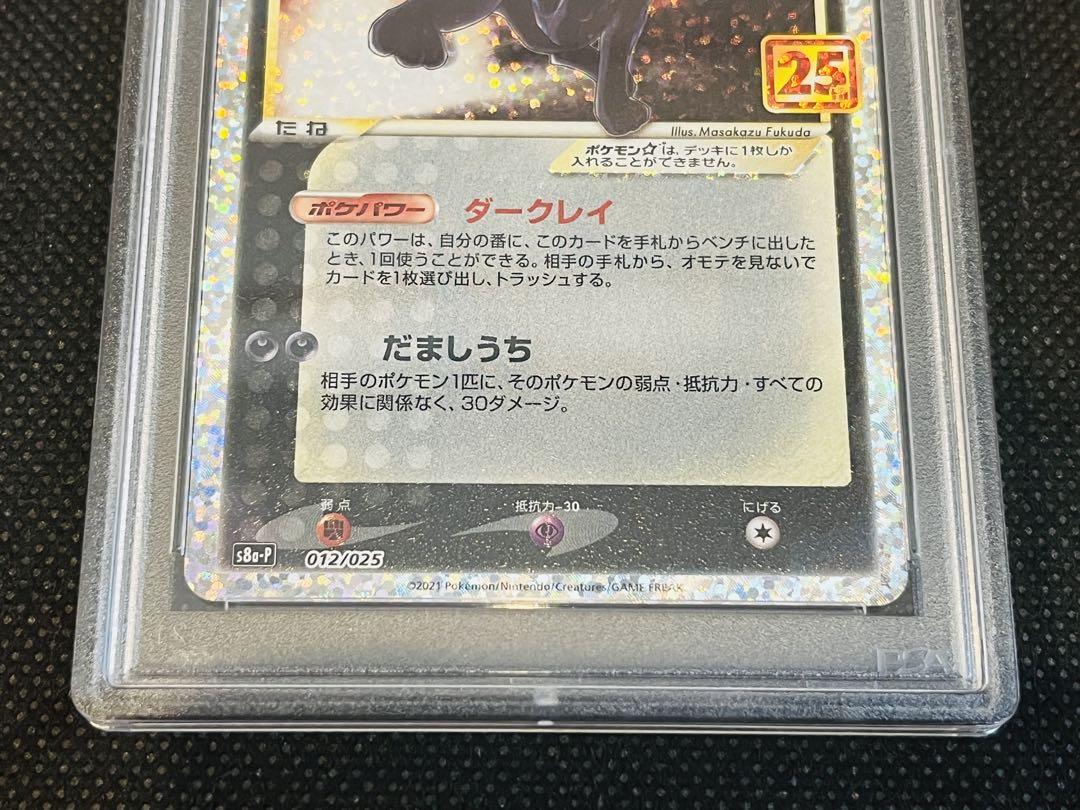 25
たね
Illus. Masakazu Fukuda
ポケモン☆は、デッキに1枚しか
入れることができません。
ポケパワー ダークレイ
このパワーは、自分の番に、このカードを手札からベンチに出した
とき、1回使うことができる。相手の手札から、オモテを見ないで
カードを1枚選び出し、トラッシュする。
だましうち
相手のポケモン1匹に、そのポケモンの弱点・抵抗力・すべての
効果に関係なく、30ダメージ。
弱点 抵抗力-30 にげる
s8a-P 012/025
©2021 Pokémon/Nintendo/Creatures/GAME FREAK
PSA